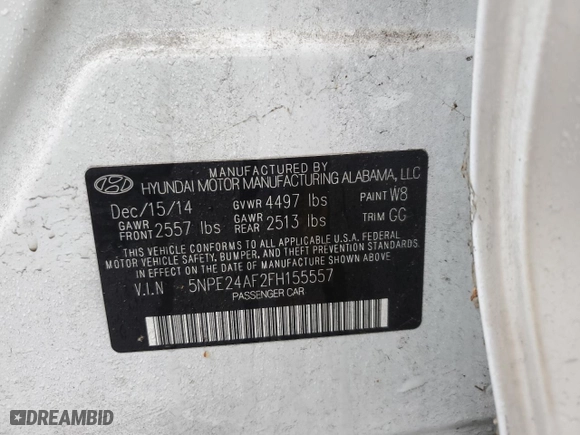 MANUFACTURED BY
HYUNDAI MOTOR MANUFACTURING ALABAMA, LLC
Dec/15/14 GVWR 4497 lbs PAINT W8
GAWR FRONT 2557 lbs GAWR REAR 2513 lbs TRIM GG
THIS VEHICLE CONFORMS TO ALL APPLICABLE U.S.A. FEDERAL
MOTOR VEHICLE SAFETY, BUMPER, AND THEFT PREVENTION STANDARDS
IN EFFECT ON THE DATE OF MANUFACTURE SHOWN ABOVE.
V.I.N 5NPE24AF2FH155557
PASSENGER CAR
DREAMBID